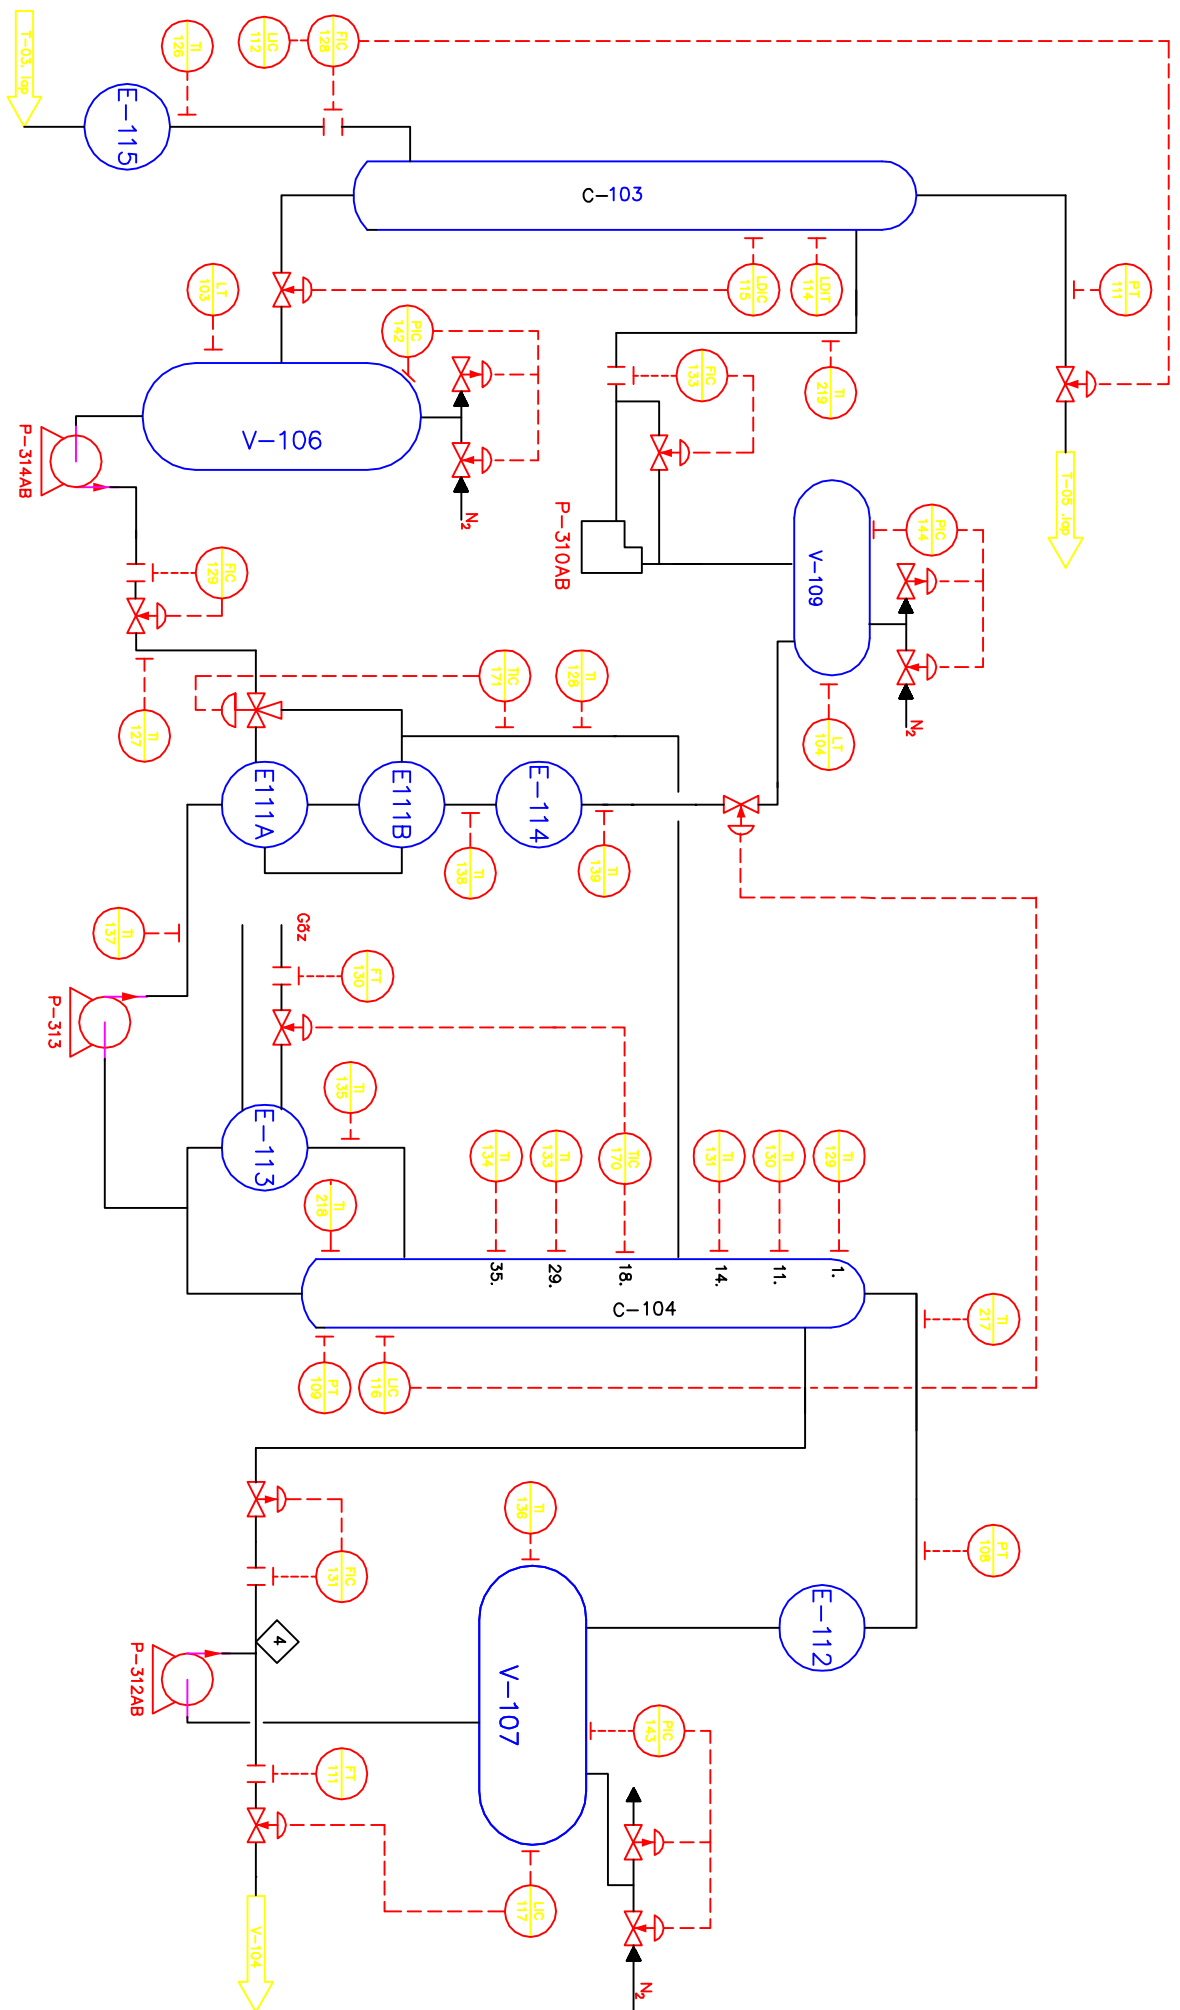 T-03. lap
TI
126
LIC
112
FIC
128
E-115
C-103
PT
111
LT
103
PIC
142
LDIC
115
LDIT
114
FIC
133
TI
219
V-106
P-314AB
N2
P-310AB
V-109
PIC
144
T-05 .lap
FIC
129
TI
127
TIC
171
TI
128
LT
104
N2
E111A
E111B
E-114
TI
138
TI
139
TI
137
Gőz
FT
130
P-313
TI
135
E-113
TI
134
TI
133
TIC
170
TI
131
TI
130
TI
129
TI
218
35.
29.
18.
14.
11.
1.
C-104
TI
217
PT
109
LIC
116
TI
136
PT
108
FIC
131
E-112
4
P-312AB
V-107
PIC
143
FT
111
LIC
117
N2
V-104